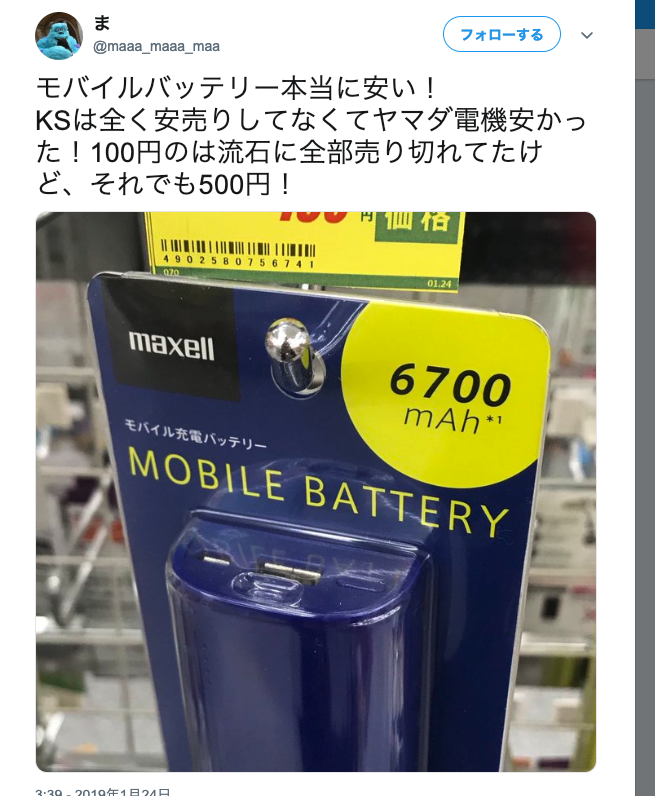 ま
@maaa_maaa_maa
フォローする
モバイルバッテリー本当に安い！
KSは全く安売りしてなくてヤマダ電機安かっ
た！100円のは流石に全部売り切れてたけ
ど、それでも500円！
円 価格
4902580756741
070
01.24
maxell
6700
mAh*1
モバイル充電バッテリー
MOBILE BATTERY
3:39 - 2019年1月24日